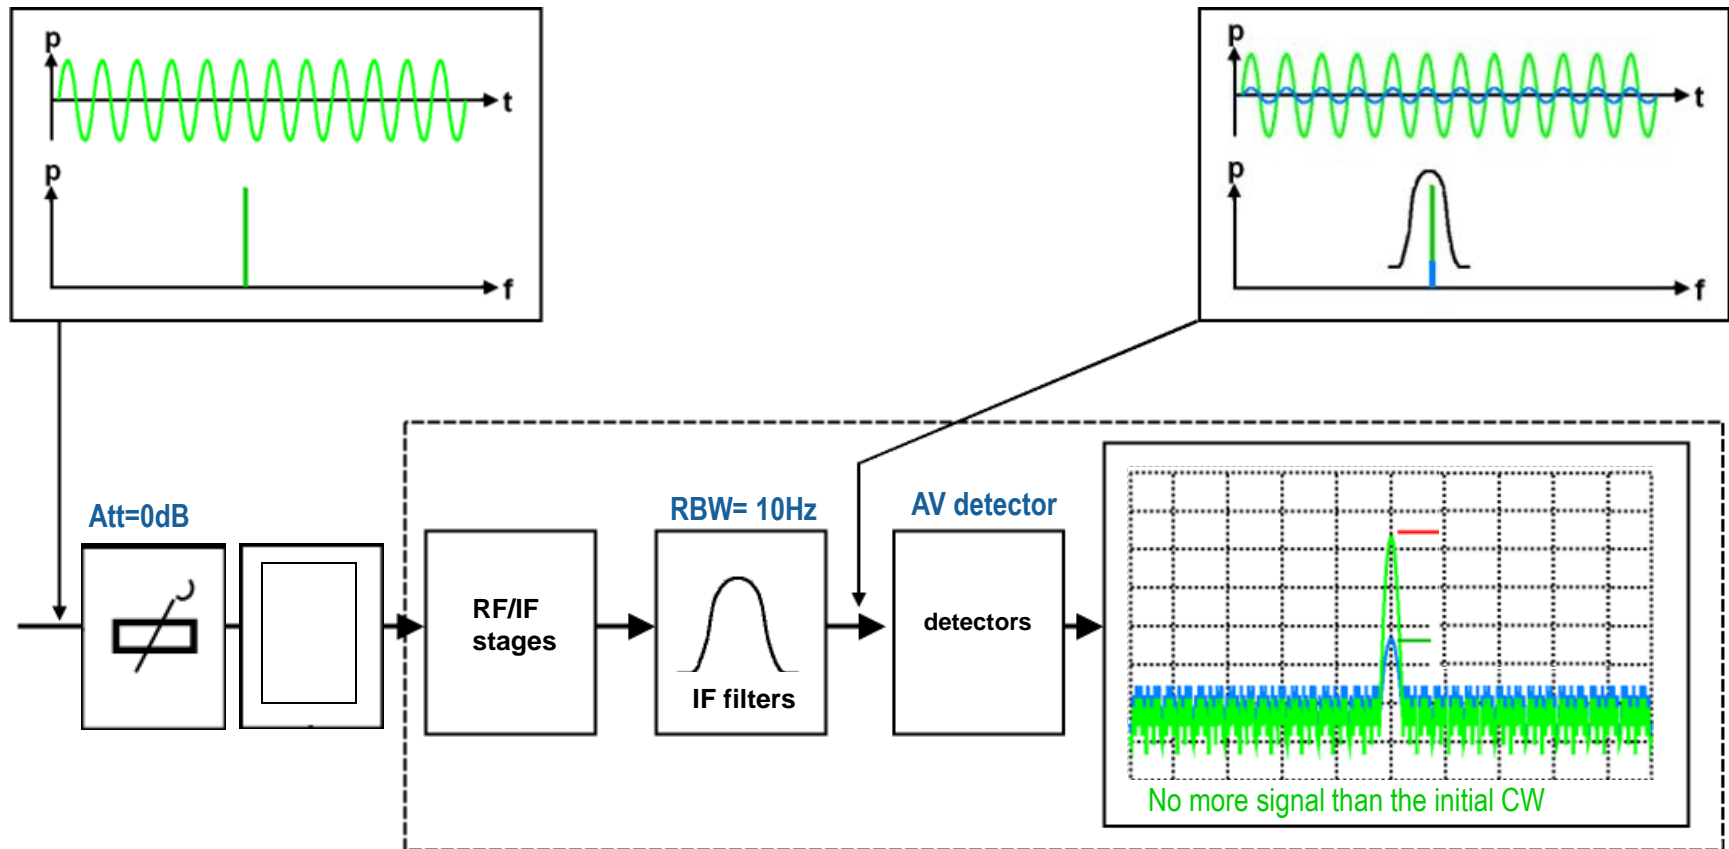 p
t
p
f
p
t
p
f
Att=0dB
RBW= 10Hz
AV detector
RF/IF
stages
IF filters
detectors
No more signal than the initial CW